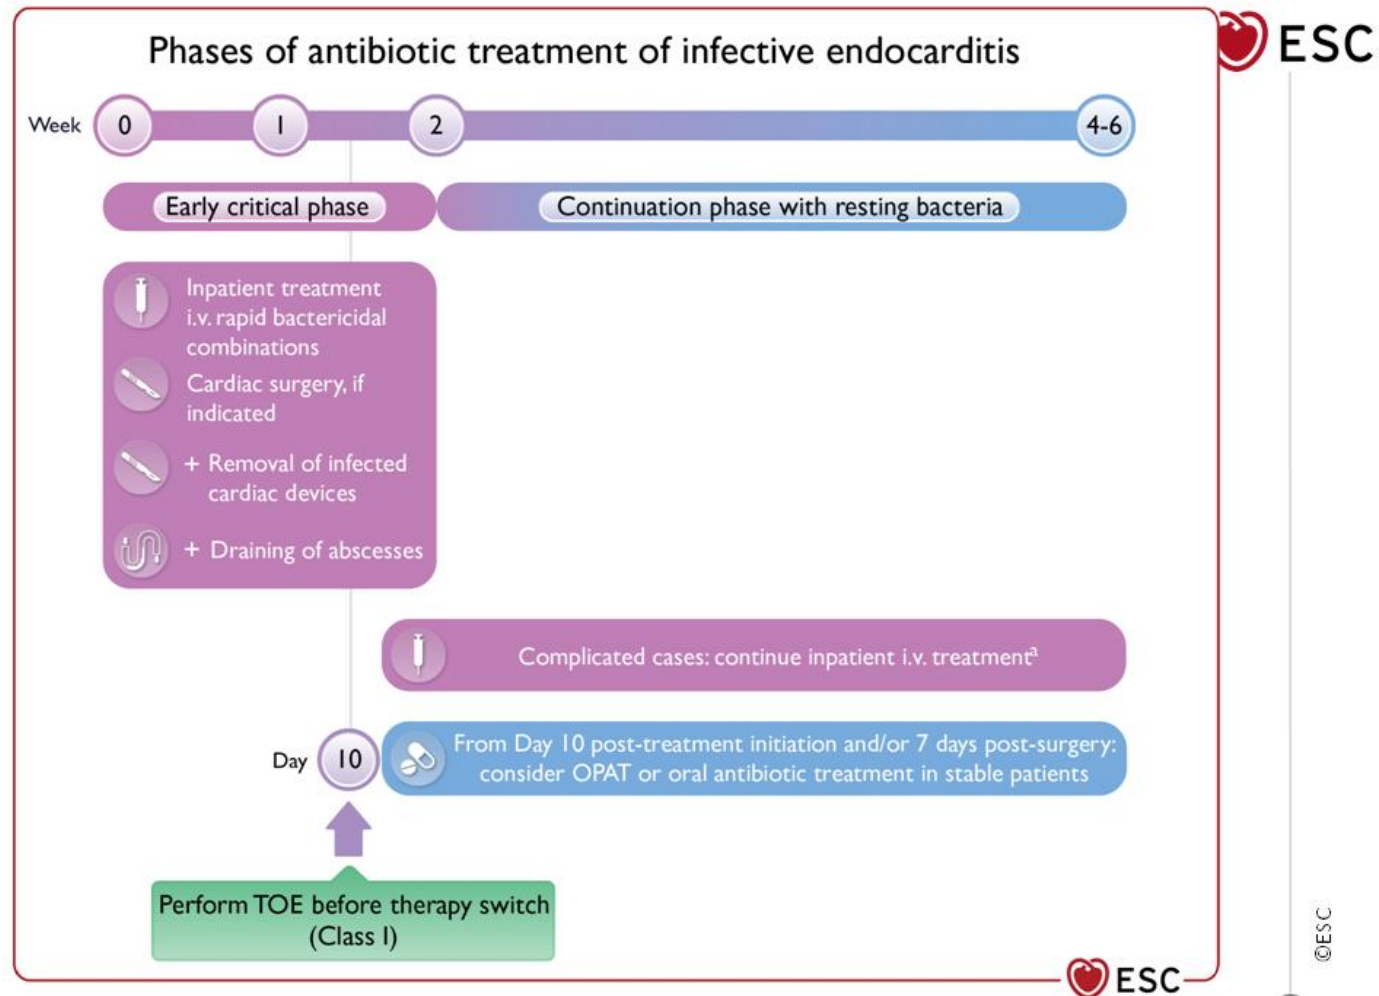 Phases of antibiotic treatment of infective endocarditis
ESC
Week 0 1 2 4-6
Early critical phase
Continuation phase with resting bacteria
Inpatient treatment
i.v. rapid bactericidal
combinations
Cardiac surgery, if
indicated
+ Removal of infected
cardiac devices
+ Draining of abscesses
Complicated cases: continue inpatient i.v. treatmentᵃ
Day 10
From Day 10 post-treatment initiation and/or 7 days post-surgery:
consider OPAT or oral antibiotic treatment in stable patients
Perform TOE before therapy switch
(Class I)
ESC
©ESC